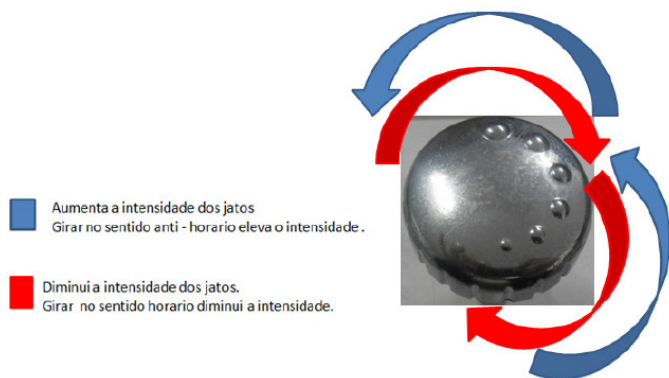 Aumenta a intensidade dos jatos
Girar no sentido anti - horario eleva o intensidade .
Diminui a intensidade dos jatos.
Girar no sentido horario diminui a intensidade.